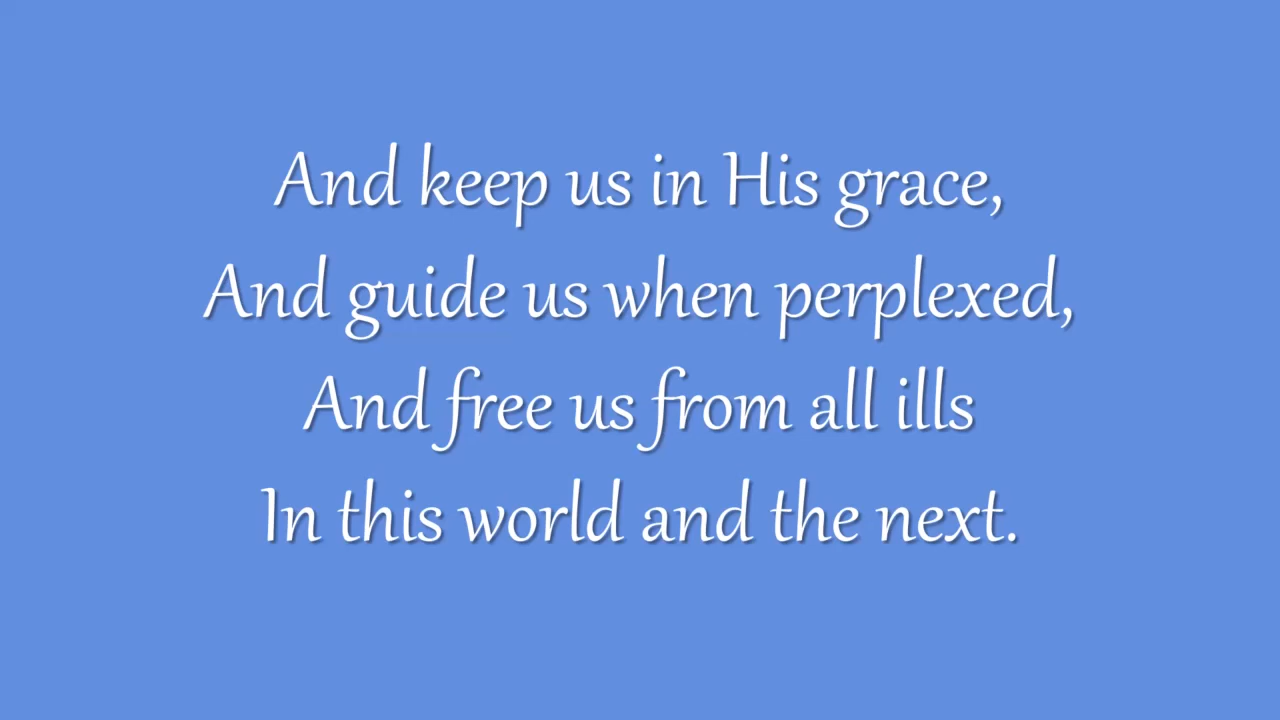 And keep us in His grace,
And guide us when perplexed,
And free us from all ills
In this world and the next.